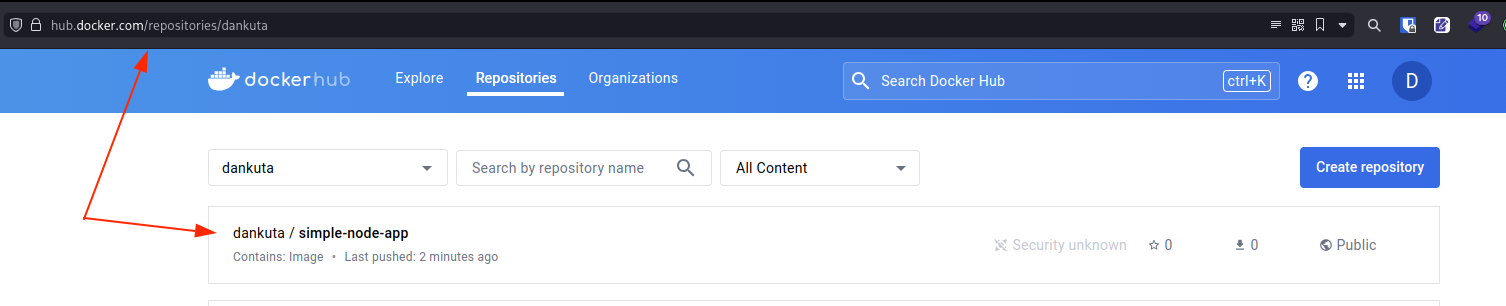 hub.docker.com/repositories/dankuta
10
dockerhub Explore Repositories Organizations Search Docker Hub ctrl+K ? D
dankuta Search by repository name All Content Create repository
dankuta / simple-node-app
Security unknown 0 0 Public
Contains: Image • Last pushed: 2 minutes ago